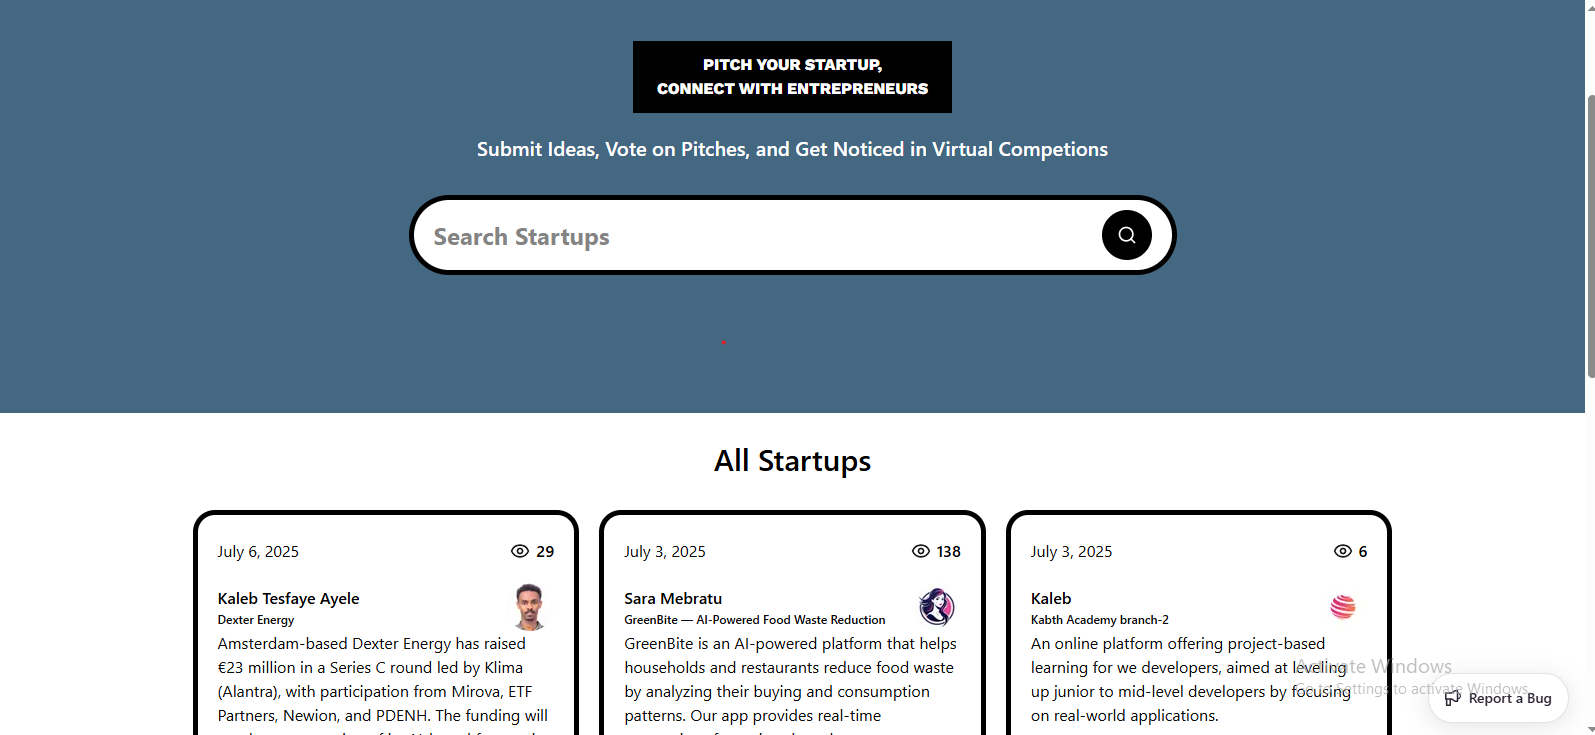 PITCH YOUR STARTUP,
CONNECT WITH ENTREPRENEURS
Submit Ideas, Vote on Pitches, and Get Noticed in Virtual Competions
Search Startups
All Startups
July 6, 2025
29
Kaleb Tesfaye Ayele
Dexter Energy
Amsterdam-based Dexter Energy has raised
€23 million in a Series C round led by Klima
(Alantra), with participation from Mirova, ETF
Partners, Newion, and PDENH. The funding will
July 3, 2025
138
Sara Mebratu
GreenBite — AI-Powered Food Waste Reduction
GreenBite is an AI-powered platform that helps
households and restaurants reduce food waste
by analyzing their buying and consumption
patterns. Our app provides real-time
July 3, 2025
6
Kaleb
Kabth Academy branch-2
An online platform offering project-based
learning for we developers, aimed at leveling
up junior to mid-level developers by focusing
on real-world applications.
Activate Windows
Go to Settings to activate Windows.
Report a Bug